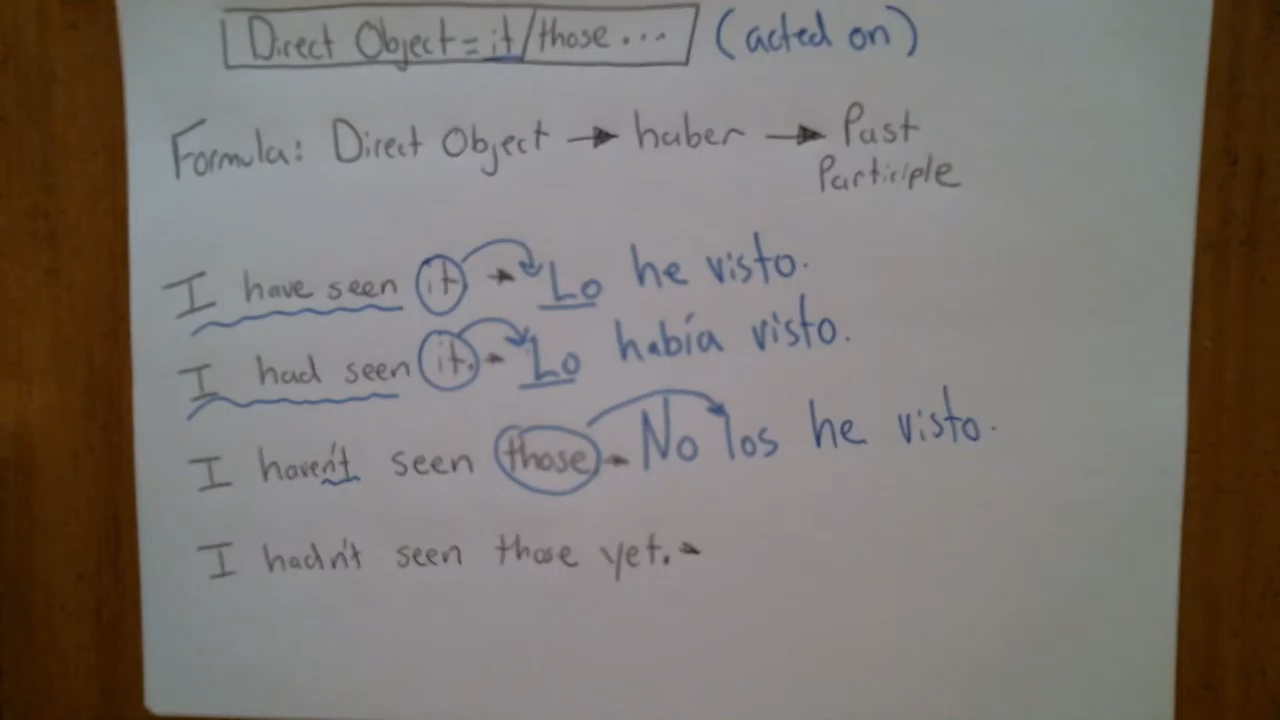 Direct Object = it/those... (acted on)
Formula: Direct Object → haber → Past
Participle
I have seen it → Lo he visto.
I had seen it. → Lo había visto.
I haven't seen those → No los he visto.
I hadn't seen those yet. →